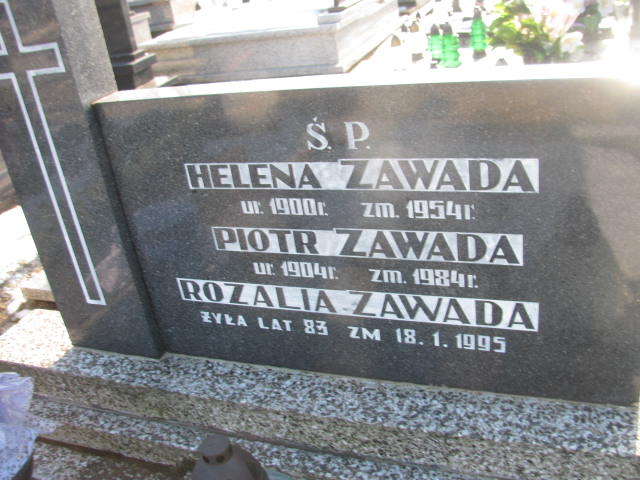 Ś. P.
HELENA ZAWADA
ur. 1900r. zm. 1954r.
PIOTR ZAWADA
ur. 1904r. zm. 1984r.
ROZALIA ZAWADA
ŻYŁA LAT 83 ZM 18. 1. 1995